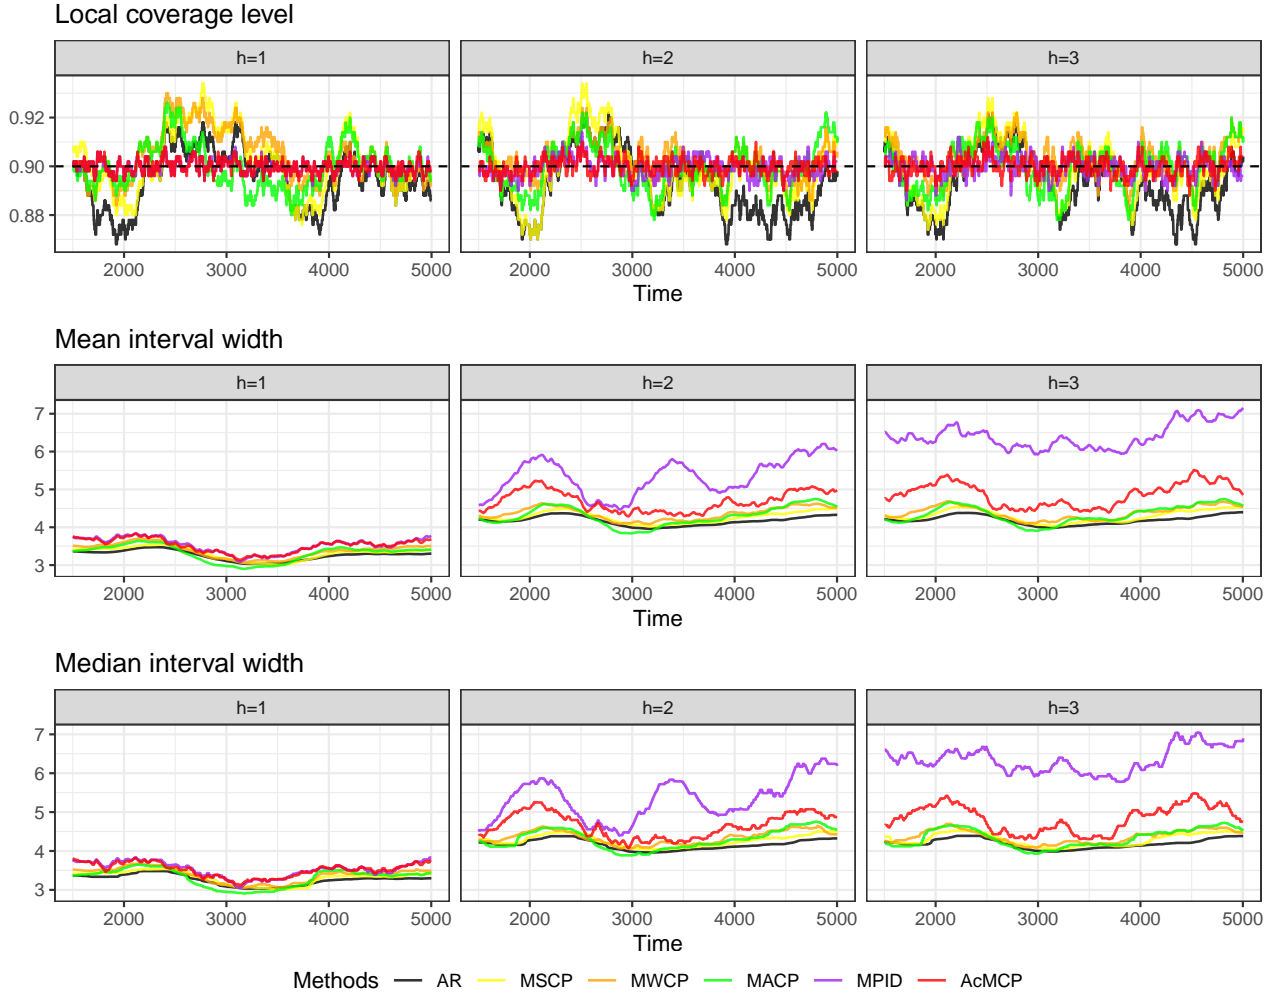 Local coverage level
h=1 h=2 h=3
0.92
0.90
0.88
2000 3000 4000 5000 2000 3000 4000 5000 2000 3000 4000 5000
Time
Mean interval width
h=1 h=2 h=3
7
6
5
4
3
2000 3000 4000 5000 2000 3000 4000 5000 2000 3000 4000 5000
Time
Median interval width
h=1 h=2 h=3
7
6
5
4
3
2000 3000 4000 5000 2000 3000 4000 5000 2000 3000 4000 5000
Time
Methods AR MSCP MWCP MACP MPID AcMCP